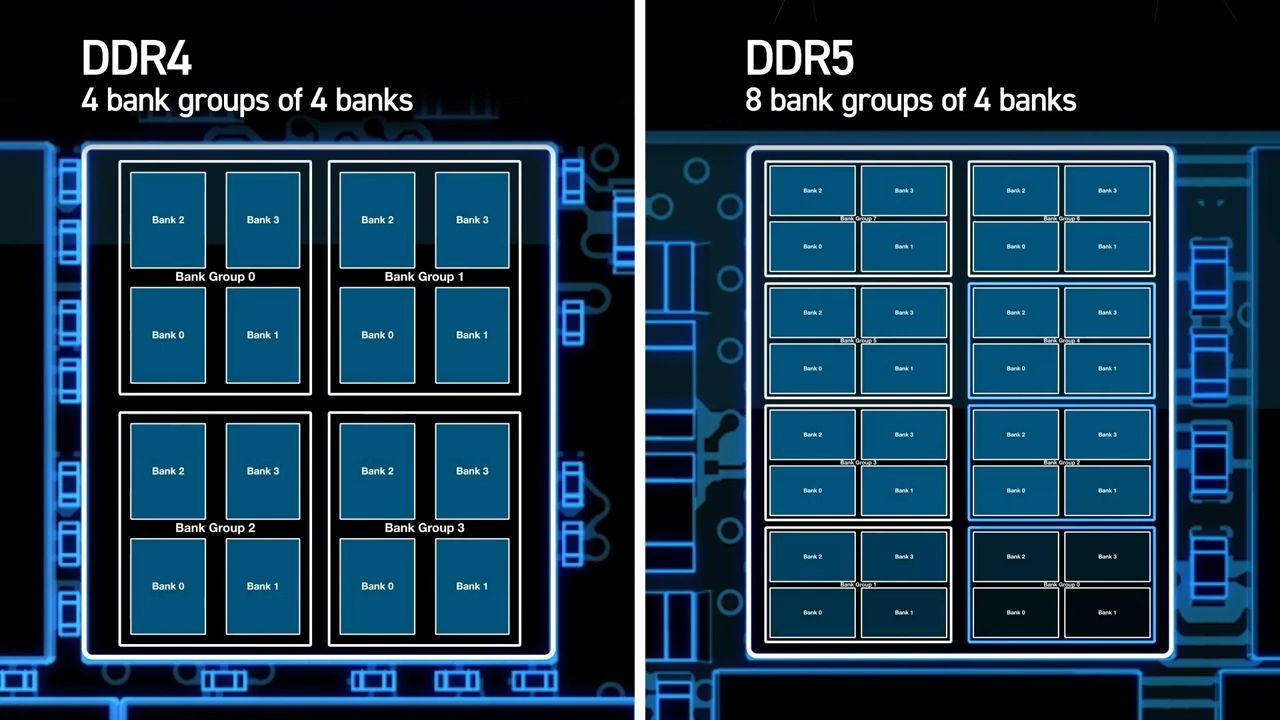 DDR4
4 bank groups of 4 banks
Bank 2 Bank 3
Bank Group 0
Bank 0 Bank 1
Bank 2 Bank 3
Bank Group 1
Bank 0 Bank 1
Bank 2 Bank 3
Bank Group 2
Bank 0 Bank 1
Bank 2 Bank 3
Bank Group 3
Bank 0 Bank 1
DDR5
8 bank groups of 4 banks
Bank 2 Bank 3
Bank Group 7
Bank 0 Bank 1
Bank 2 Bank 3
Bank Group 6
Bank 0 Bank 1
Bank 2 Bank 3
Bank Group 5
Bank 0 Bank 1
Bank 2 Bank 3
Bank Group 4
Bank 0 Bank 1
Bank 2 Bank 3
Bank Group 3
Bank 0 Bank 1
Bank 2 Bank 3
Bank Group 2
Bank 0 Bank 1
Bank 2 Bank 3
Bank Group 1
Bank 0 Bank 1
Bank 2 Bank 3
Bank Group 0
Bank 0 Bank 1